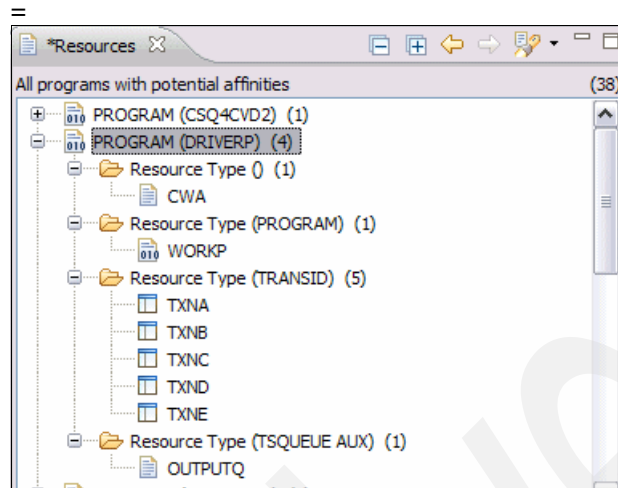 =
*Resources
All programs with potential affinities (38)
PROGRAM (CSQ4CVD2) (1)
PROGRAM (DRIVERP) (4)
Resource Type () (1)
CWA
Resource Type (PROGRAM) (1)
WORKP
Resource Type (TRANSID) (5)
TXNA
TXNB
TXNC
TXND
TXNE
Resource Type (TSQUEUE AUX) (1)
OUTPUTQ